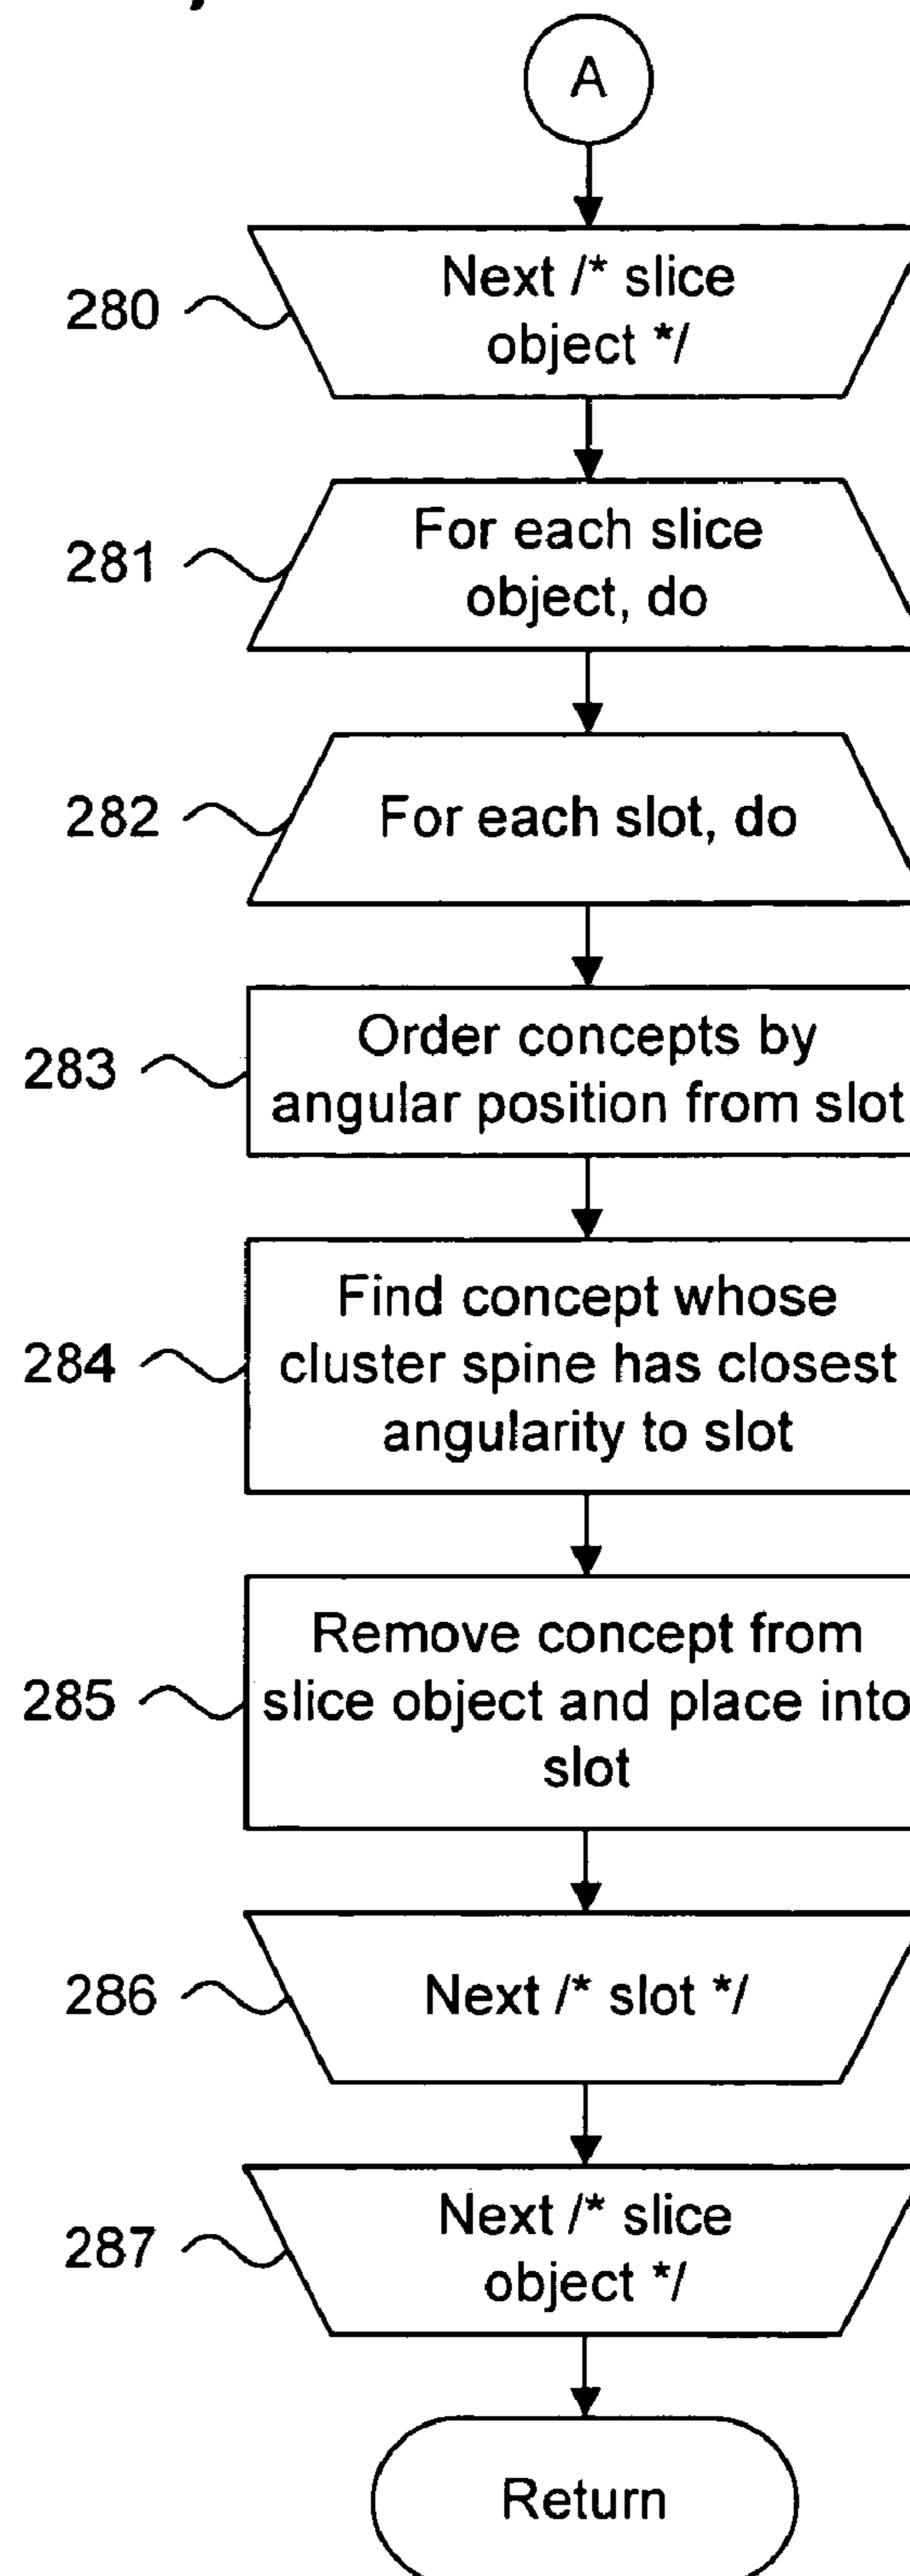 A
Next /* slice
object */
280
For each slice
object, do
281
For each slot, do
282
Order concepts by
angular position from slot
283
Find concept whose
cluster spine has closest
angularity to slot
284
Remove concept from
slice object and place into
slot
285
Next /* slot */
286
Next /* slice
object */
287
Return